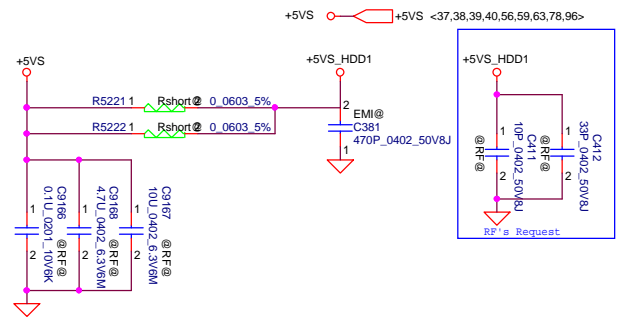 +5VS
+5VS <37,38,39,40,56,59,63,78,96>
+5VS
+5VS_HDD1
+5VS_HDD1
R5221 1 Rshort@ 2 0_0603_5%
R5222 1 Rshort@ 2 0_0603_5%
2
EMI@
C381
470P_0402_50V8J
1
1
2
C9166
0.1U_0201_10V6K
1
2
C9168
4.7U_0402_6.3V6M
@RF@
1
2
C9167
10U_0402_6.3V6M
@RF@
1
2
C411
10P_0402_50V8J
@RF@
1
2
C412
33P_0402_50V8J
@RF@
RF's Request